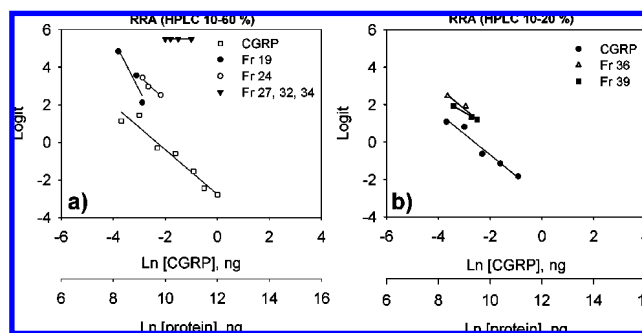 RRA (HPLC 10-60 %)
6
4
2
0
-2
-4
Logit
CGRP
Fr 19
Fr 24
Fr 27, 32, 34
a)
-6 -4 -2 0 2 4
Ln [CGRP], ng
6 8 10 12 14 16
Ln [protein], ng
RRA (HPLC 10-20 %)
6
4
2
0
-2
-4
Logit
CGRP
Fr 36
Fr 39
b)
-6 -4 -2 0 2
Ln [CGRP], ng
6 8 10 12 14
Ln [protein], ng